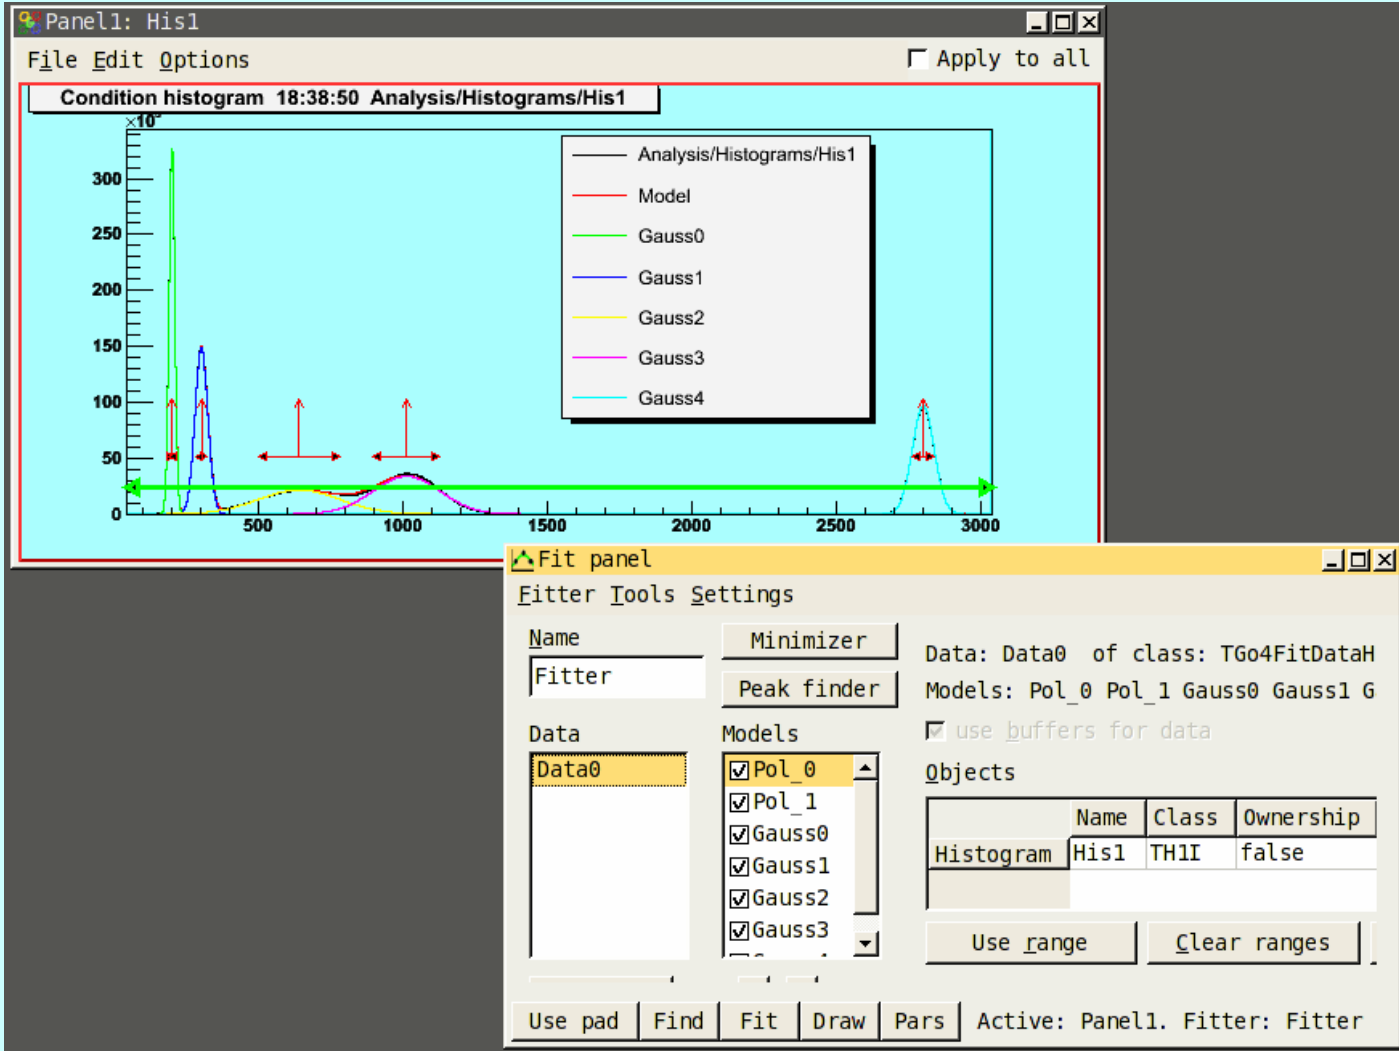 Panel1: His1
File Edit Options
Apply to all
Condition histogram 18:38:50 Analysis/Histograms/His1
×10³
300
250
200
150
100
50
0
500 1000 1500 2000 2500 3000
Analysis/Histograms/His1
Model
Gauss0
Gauss1
Gauss2
Gauss3
Gauss4
Fit panel
Fitter Tools Settings
Name
Fitter
Minimizer
Peak finder
Data: Data0 of class: TGo4FitDataH
Models: Pol_0 Pol_1 Gauss0 Gauss1 G
use buffers for data
Data
Data0
Models
Pol_0
Pol_1
Gauss0
Gauss1
Gauss2
Gauss3
Objects
Name Class Ownership
Histogram His1 TH1I false
Use range Clear ranges
Use pad Find Fit Draw Pars Active: Panel1. Fitter: Fitter